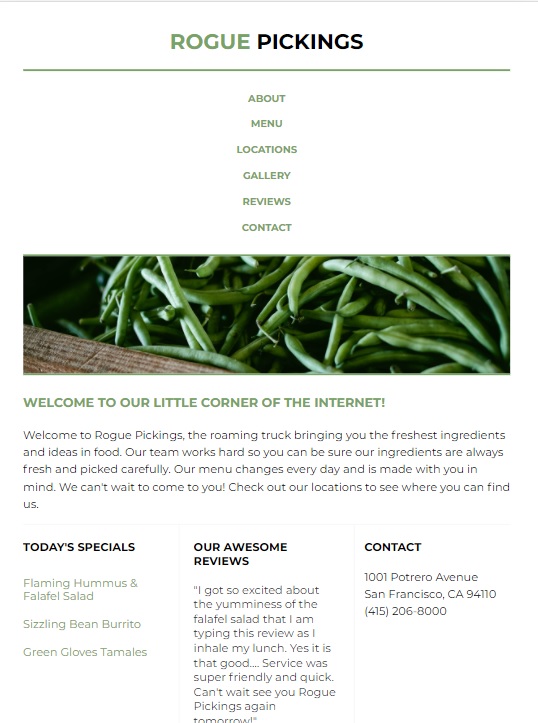 ROGUE PICKINGS
ABOUT
MENU
LOCATIONS
GALLERY
REVIEWS
CONTACT
WELCOME TO OUR LITTLE CORNER OF THE INTERNET!
Welcome to Rogue Pickings, the roaming truck bringing you the freshest ingredients
and ideas in food. Our team works hard so you can be sure our ingredients are always
fresh and picked carefully. Our menu changes every day and is made with you in
mind. We can't wait to come to you! Check out our locations to see where you can find
us.
TODAY'S SPECIALS
Flaming Hummus &
Falafel Salad
Sizzling Bean Burrito
Green Gloves Tamales
OUR AWESOME
REVIEWS
"I got so excited about
the yumminess of the
falafel salad that I am
typing this review as I
inhale my lunch. Yes it is
that good.... Service was
super friendly and quick.
Can't wait see you Rogue
Pickings again
tomorrow!"
CONTACT
1001 Potrero Avenue
San Francisco, CA 94110
(415) 206-8000